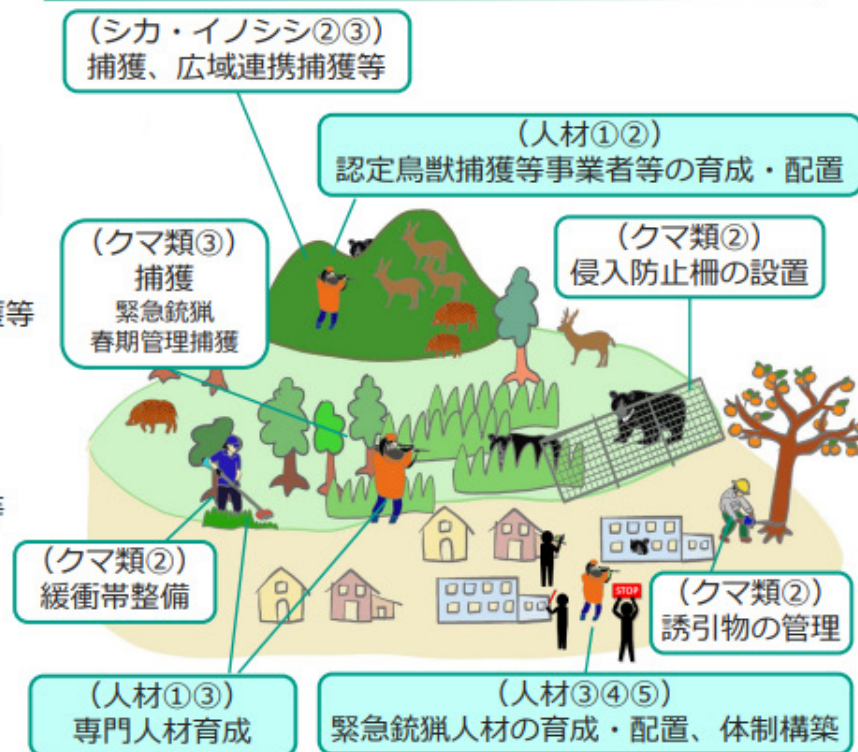 （シカ・イノシシ②③）
捕獲、広域連携捕獲等
（人材①②）
認定鳥獣捕獲等事業者等の育成・配置
（クマ類③）
捕獲
緊急銃猟
春期管理捕獲
（クマ類②）
侵入防止柵の設置
等
（クマ類②）
緩衝帯整備
STOP
（クマ類②）
誘引物の管理
（人材①③）
専門人材育成
（人材③④⑤）
緊急銃猟人材の育成・配置、体制構築